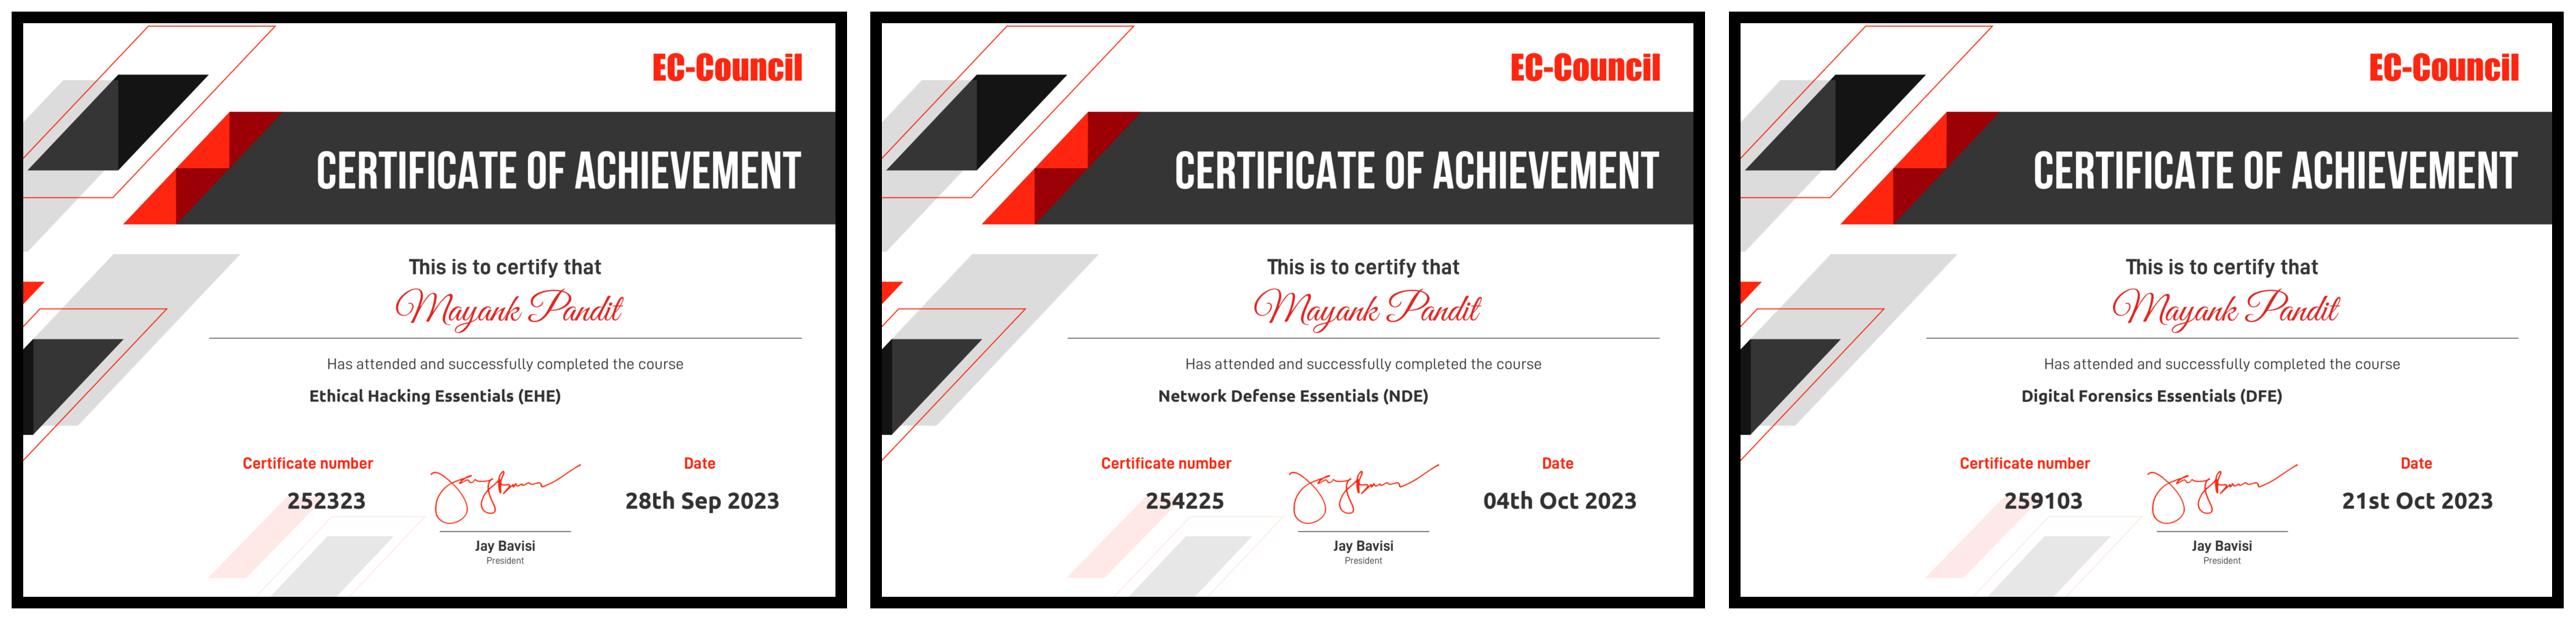 EC-Council
CERTIFICATE OF ACHIEVEMENT
This is to certify that
Mayank Pandit
Has attended and successfully completed the course
Ethical Hacking Essentials (EHE)
Certificate number
252323
Date
28th Sep 2023
Jay Bavisi
President
EC-Council
CERTIFICATE OF ACHIEVEMENT
This is to certify that
Mayank Pandit
Has attended and successfully completed the course
Network Defense Essentials (NDE)
Certificate number
254225
Date
04th Oct 2023
Jay Bavisi
President
EC-Council
CERTIFICATE OF ACHIEVEMENT
This is to certify that
Mayank Pandit
Has attended and successfully completed the course
Digital Forensics Essentials (DFE)
Certificate number
259103
Date
21st Oct 2023
Jay Bavisi
President